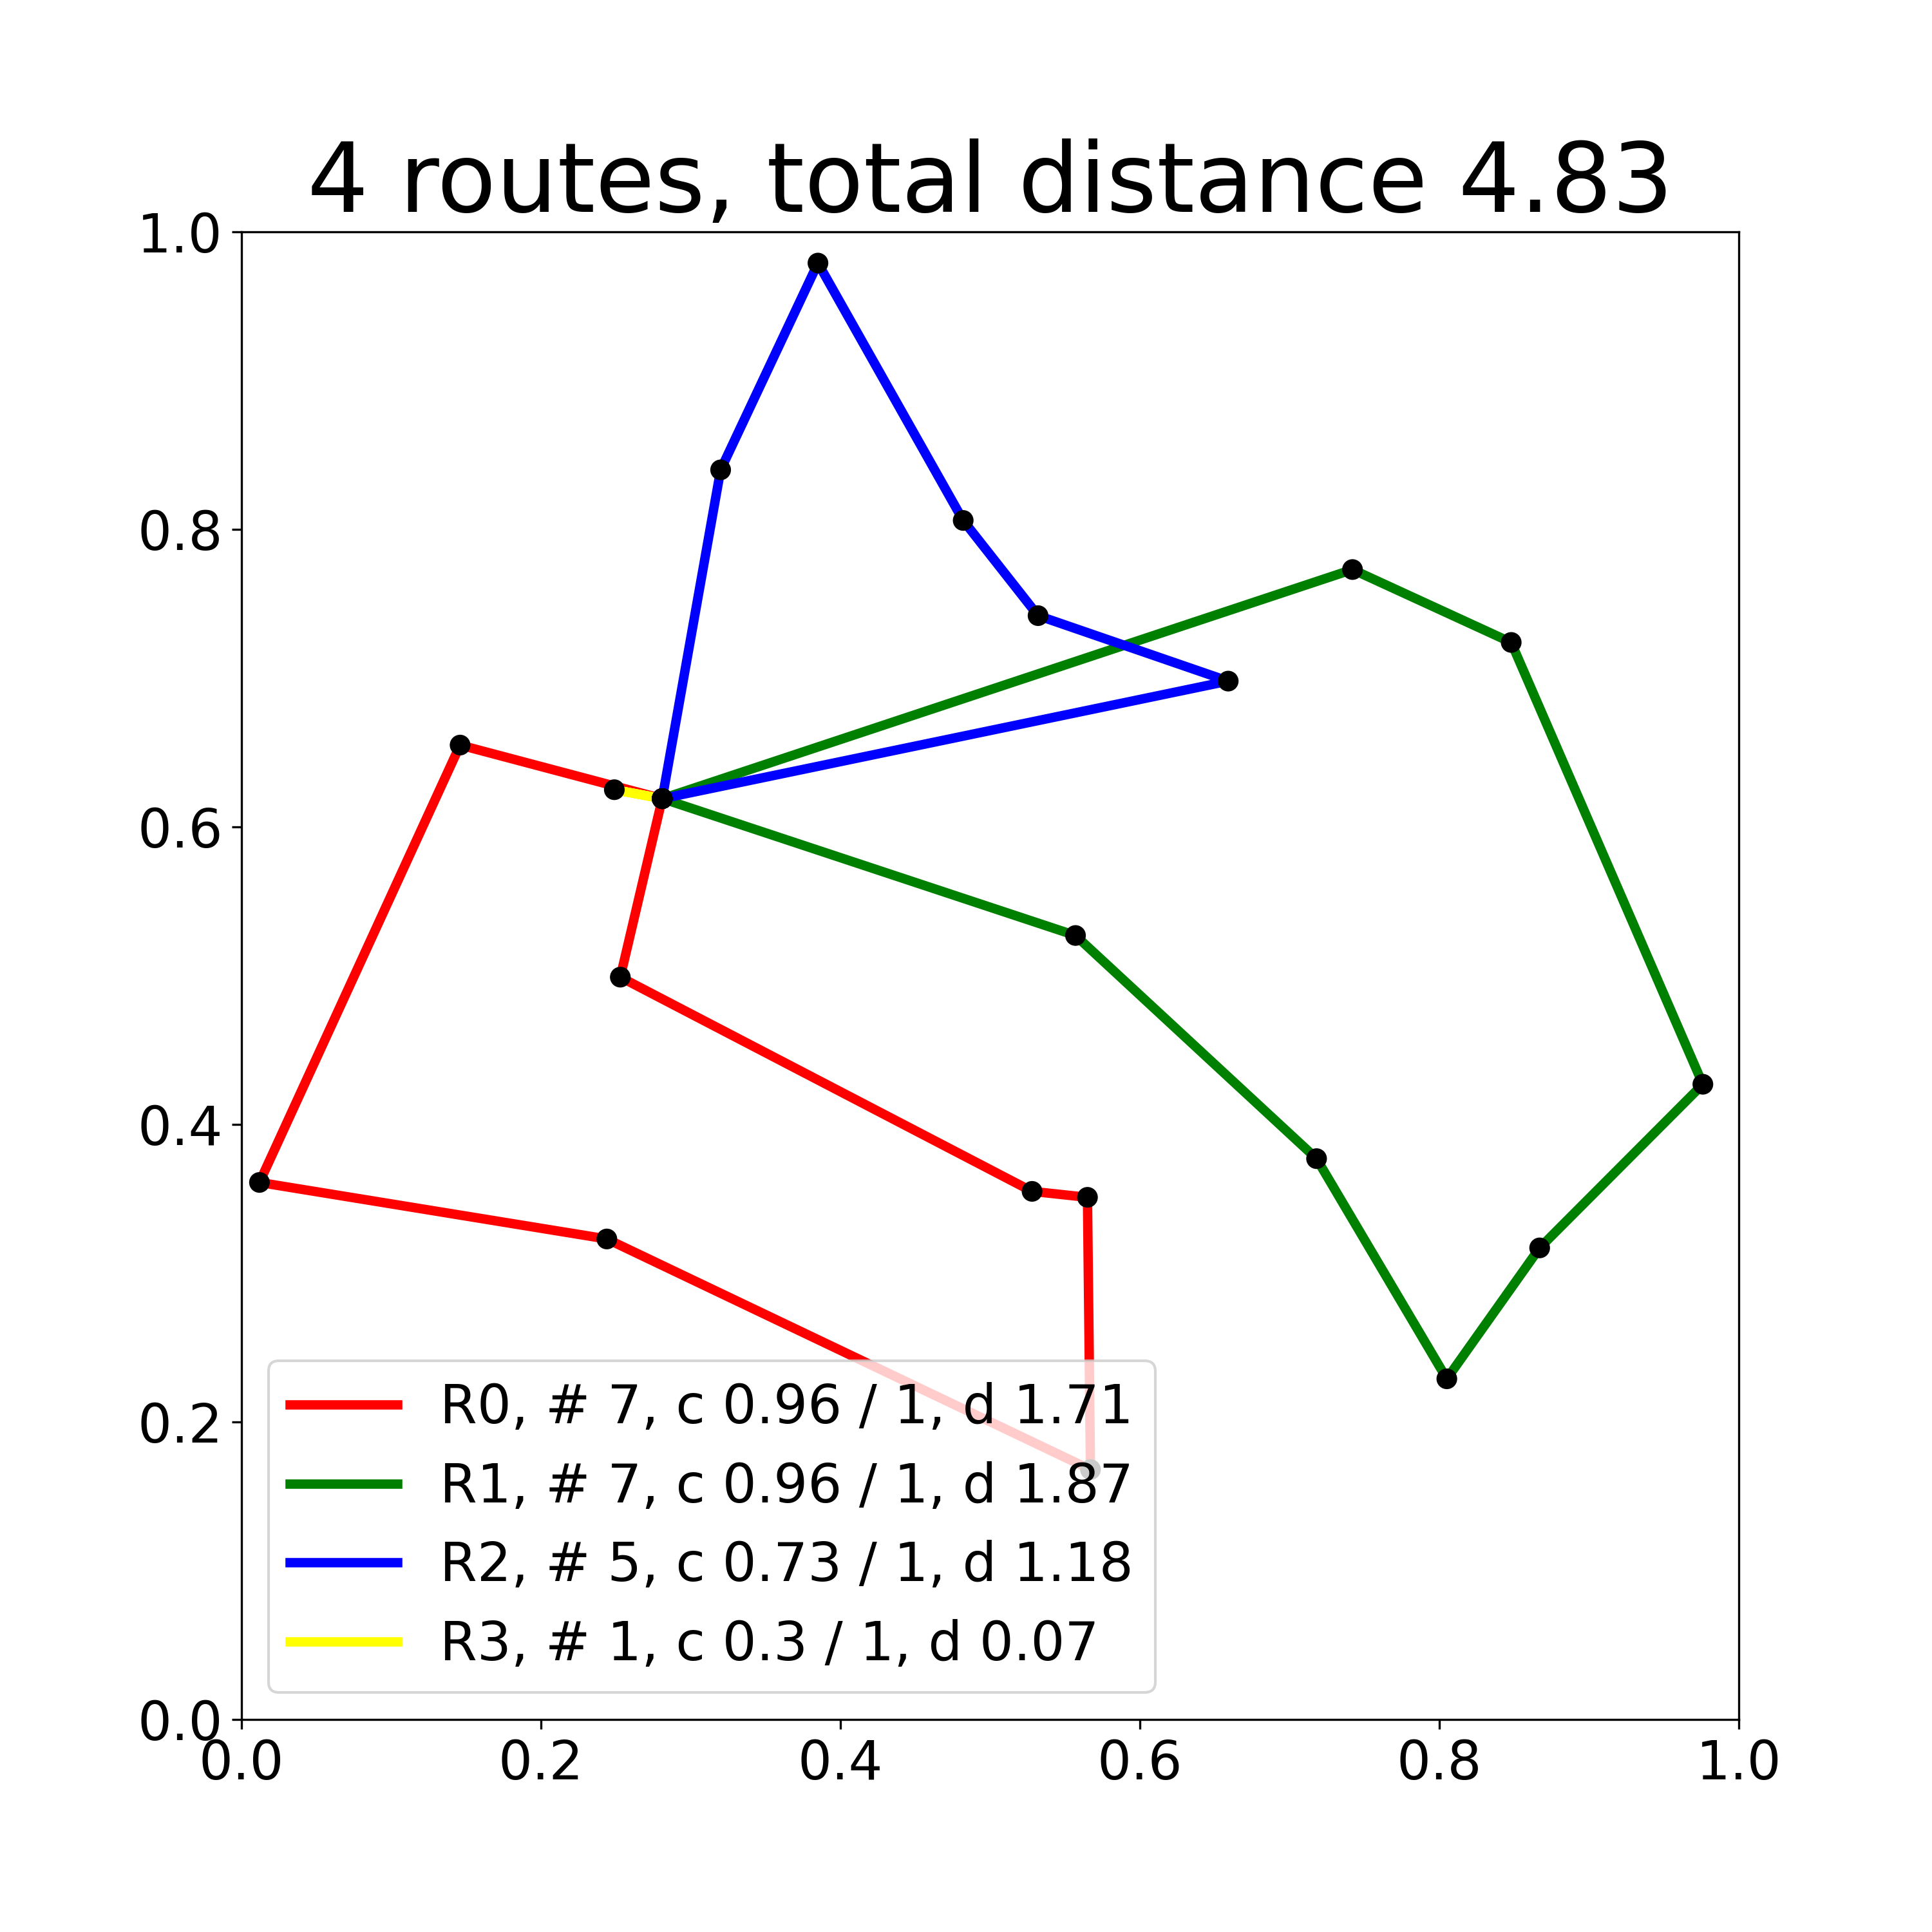 4 routes, total distance 4.83
1.0
0.8
0.6
0.4
0.2
0.0
R0, # 7, c 0.96 / 1, d 1.71
R1, # 7, c 0.96 / 1, d 1.87
R2, # 5, c 0.73 / 1, d 1.18
R3, # 1, c 0.3 / 1, d 0.07
0.0 0.2 0.4 0.6 0.8 1.0